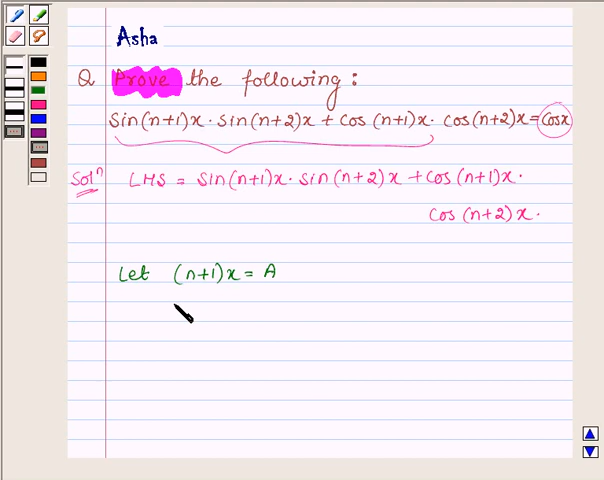 Asha
Q Prove the following:
sin(n+1)x · sin(n+2)x + cos(n+1)x · cos(n+2)x = cosx
Solⁿ LHS = sin(n+1)x · sin(n+2)x + cos(n+1)x ·
cos(n+2)x ·
Let (n+1)x = A